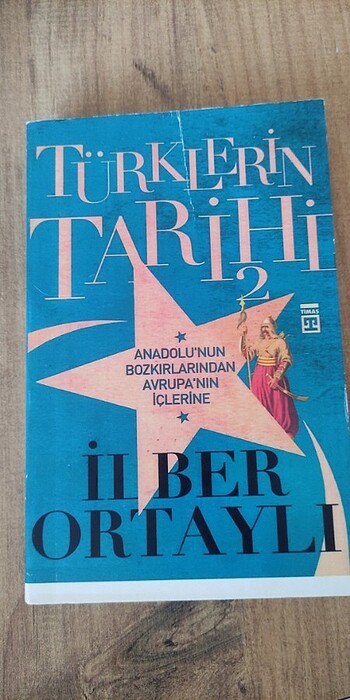 TÜRKLERİN
TARİHİ
2
TİMAŞ
ANADOLU'NUN
BOZKIRLARINDAN
AVRUPA'NIN
İÇLERİNE
İLBER
ORTAYLI